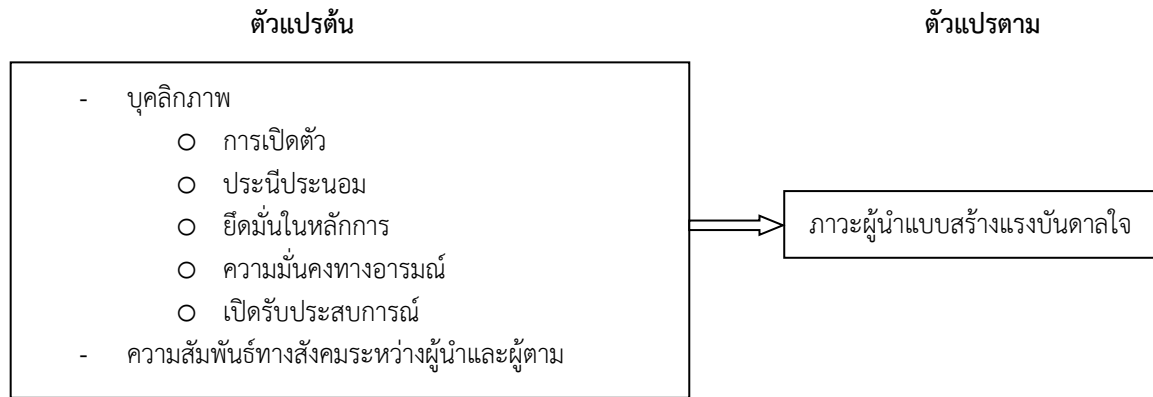 ตัวแปรต้น ตัวแปรตาม
- บุคลิกภาพ
o การเปิดตัว
o ประนีประนอม
o ยึดมั่นในหลักการ
o ความมั่นคงทางอารมณ์
o เปิดรับประสบการณ์
- ความสัมพันธ์ทางสังคมระหว่างผู้นำและผู้ตาม
ภาวะผู้นำแบบสร้างแรงบันดาลใจ